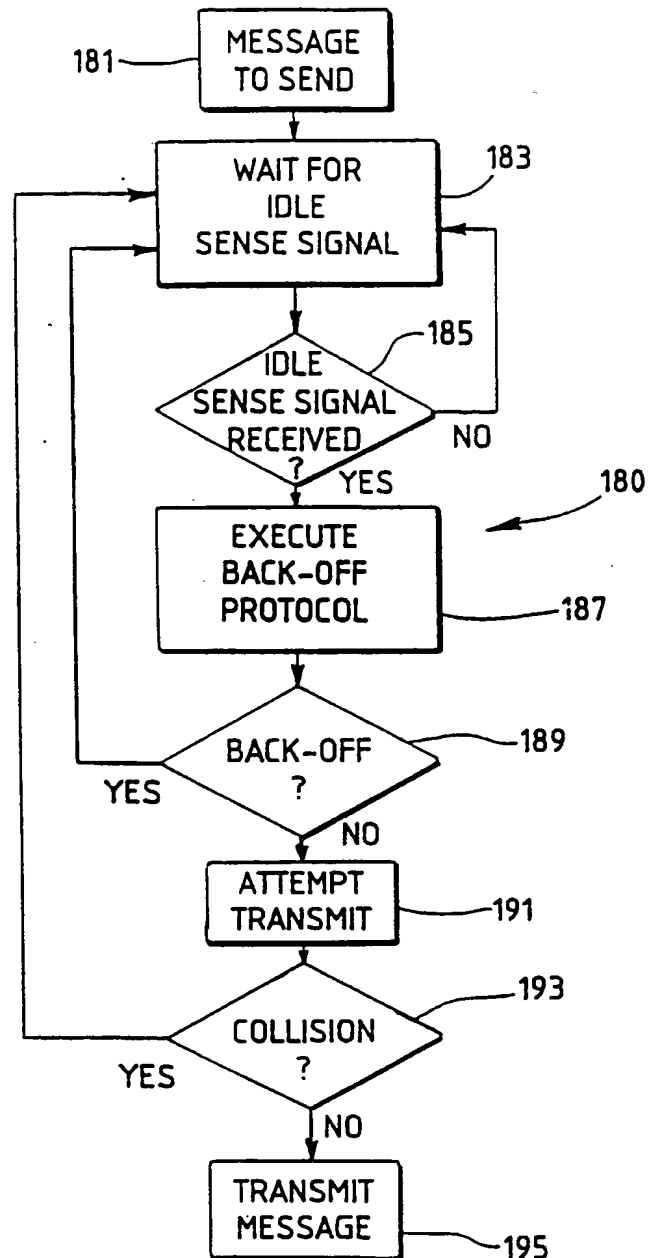 181
MESSAGE
TO SEND
WAIT FOR
IDLE
SENSE SIGNAL
183
185
IDLE
SENSE SIGNAL
RECEIVED
?
NO
YES
180
EXECUTE
BACK-OFF
PROTOCOL
187
BACK-OFF
?
189
YES
NO
ATTEMPT
TRANSMIT
191
193
COLLISION
?
YES
NO
TRANSMIT
MESSAGE
195